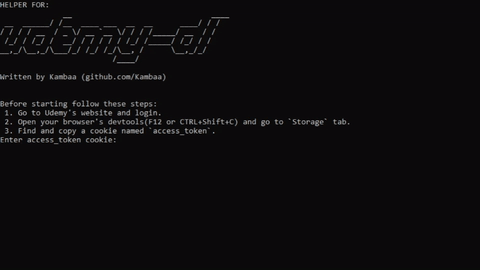 HELPER FOR:
udemy-dl
Written by Kambaa (github.com/Kambaa)
Before starting follow these steps:
1. Go to Udemy's website and login.
2. Open your browser's devtools(F12 or CTRL+Shift+C) and go to `Storage` tab.
3. Find and copy a cookie named `access_token`.
Enter access_token cookie: